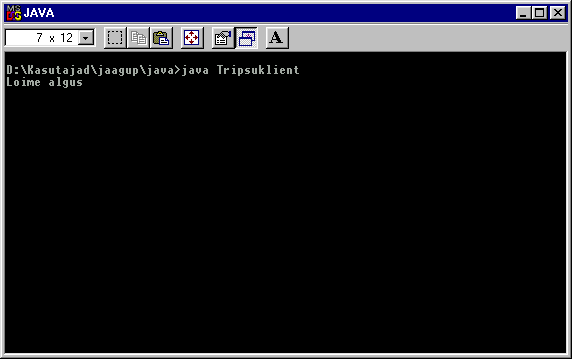 JAVA
7 x 12
A
D:\Kasutajad\jaagup\java>java Tripsuklient
Loime algus